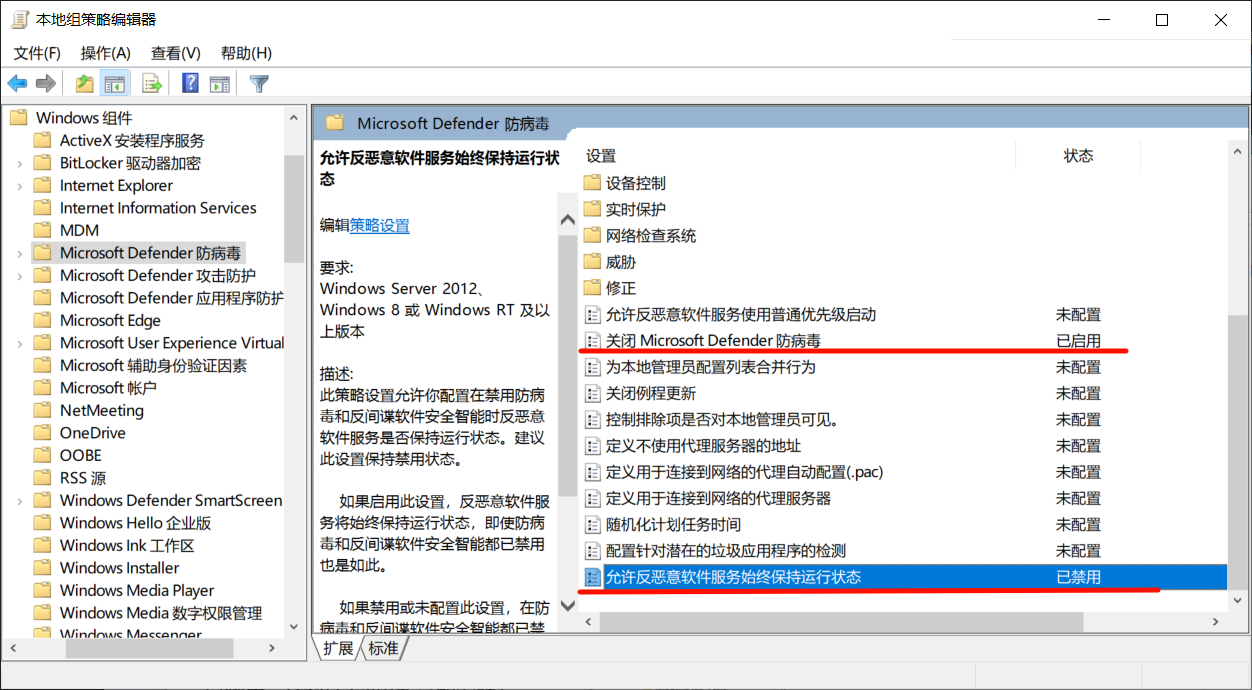 本地组策略编辑器
文件(F) 操作(A) 查看(V) 帮助(H)
Windows 组件
ActiveX 安装程序服务
BitLocker 驱动器加密
Internet Explorer
Internet Information Services
MDM
Microsoft Defender 防病毒
Microsoft Defender 攻击防护
Microsoft Defender 应用程序防护
Microsoft Edge
Microsoft User Experience Virtual
Microsoft 辅助身份验证因素
Microsoft 帐户
NetMeeting
OneDrive
OOBE
RSS 源
Windows Defender SmartScreen
Windows Hello 企业版
Windows Ink 工作区
Windows Installer
Windows Media Player
Windows Media 数字权限管理
Windows Messenger
Microsoft Defender 防病毒
允许反恶意软件服务始终保持运行状
态
编辑策略设置
要求:
Windows Server 2012、
Windows 8 或 Windows RT 及以
上版本
描述:
此策略设置允许你配置在禁用防病
毒和反间谍软件安全智能时反恶意
软件服务是否保持运行状态。建议
此设置保持禁用状态。
如果启用此设置，反恶意软件服
务将始终保持运行状态，即使防病
毒和反间谍软件安全智能都已禁用
也是如此。
如果禁用或未配置此设置，在防
病毒和反间谍软件安全智能都已禁
设置 状态
设备控制
实时保护
网络检查系统
威胁
修正
允许反恶意软件服务使用普通优先级启动 未配置
关闭 Microsoft Defender 防病毒 已启用
为本地管理员配置列表合并行为 未配置
关闭例程更新 未配置
控制排除项是否对本地管理员可见。 未配置
定义不使用代理服务器的地址 未配置
定义用于连接到网络的代理自动配置(.pac) 未配置
定义用于连接到网络的代理服务器 未配置
随机化计划任务时间 未配置
配置针对潜在的垃圾应用程序的检测 未配置
允许反恶意软件服务始终保持运行状态 已禁用
扩展 标准